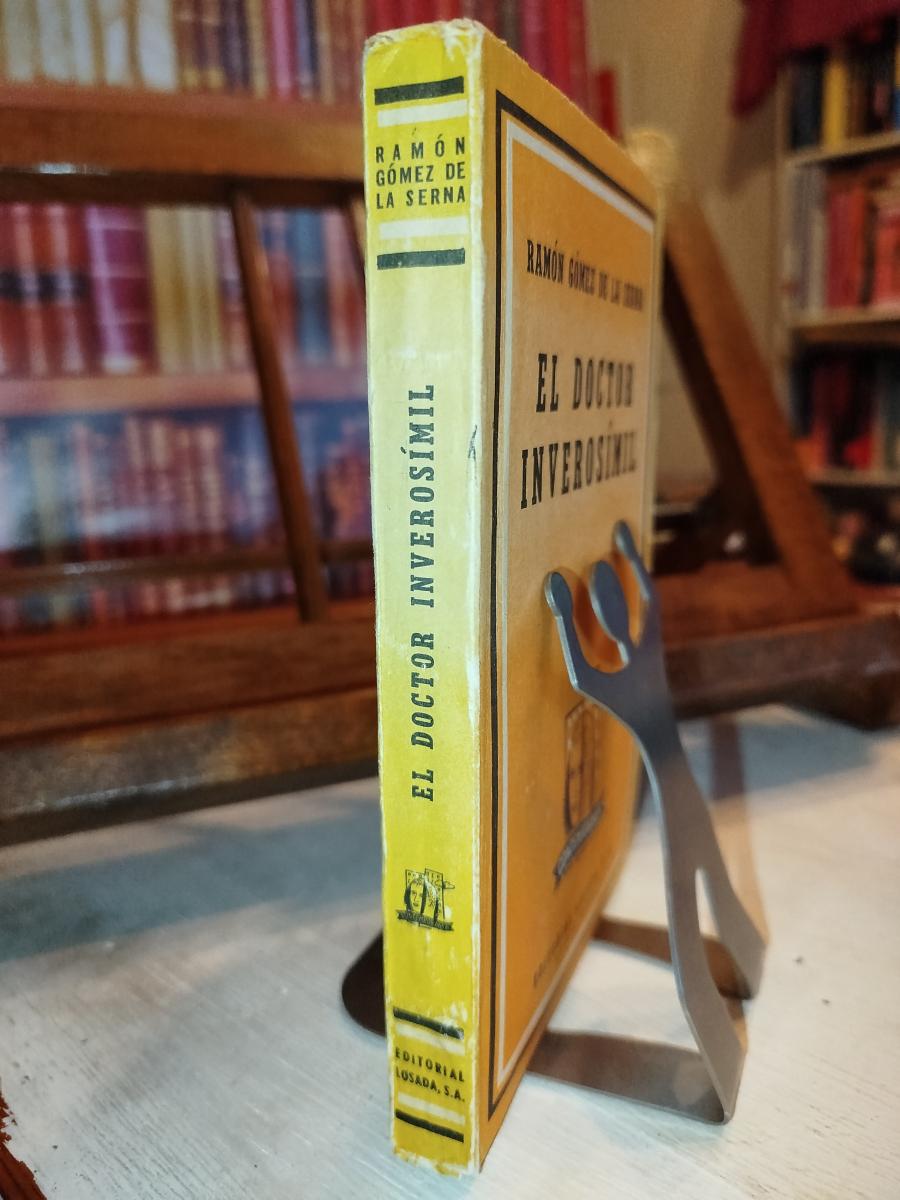 RAMÓN
GÓMEZ DE
LA SERNA
EL DOCTOR INVEROSÍMIL
EDITORIAL
LOSADA, S.A.
RAMÓN GÓMEZ DE LA SERNA
EL DOCTOR
INVEROSÍMIL